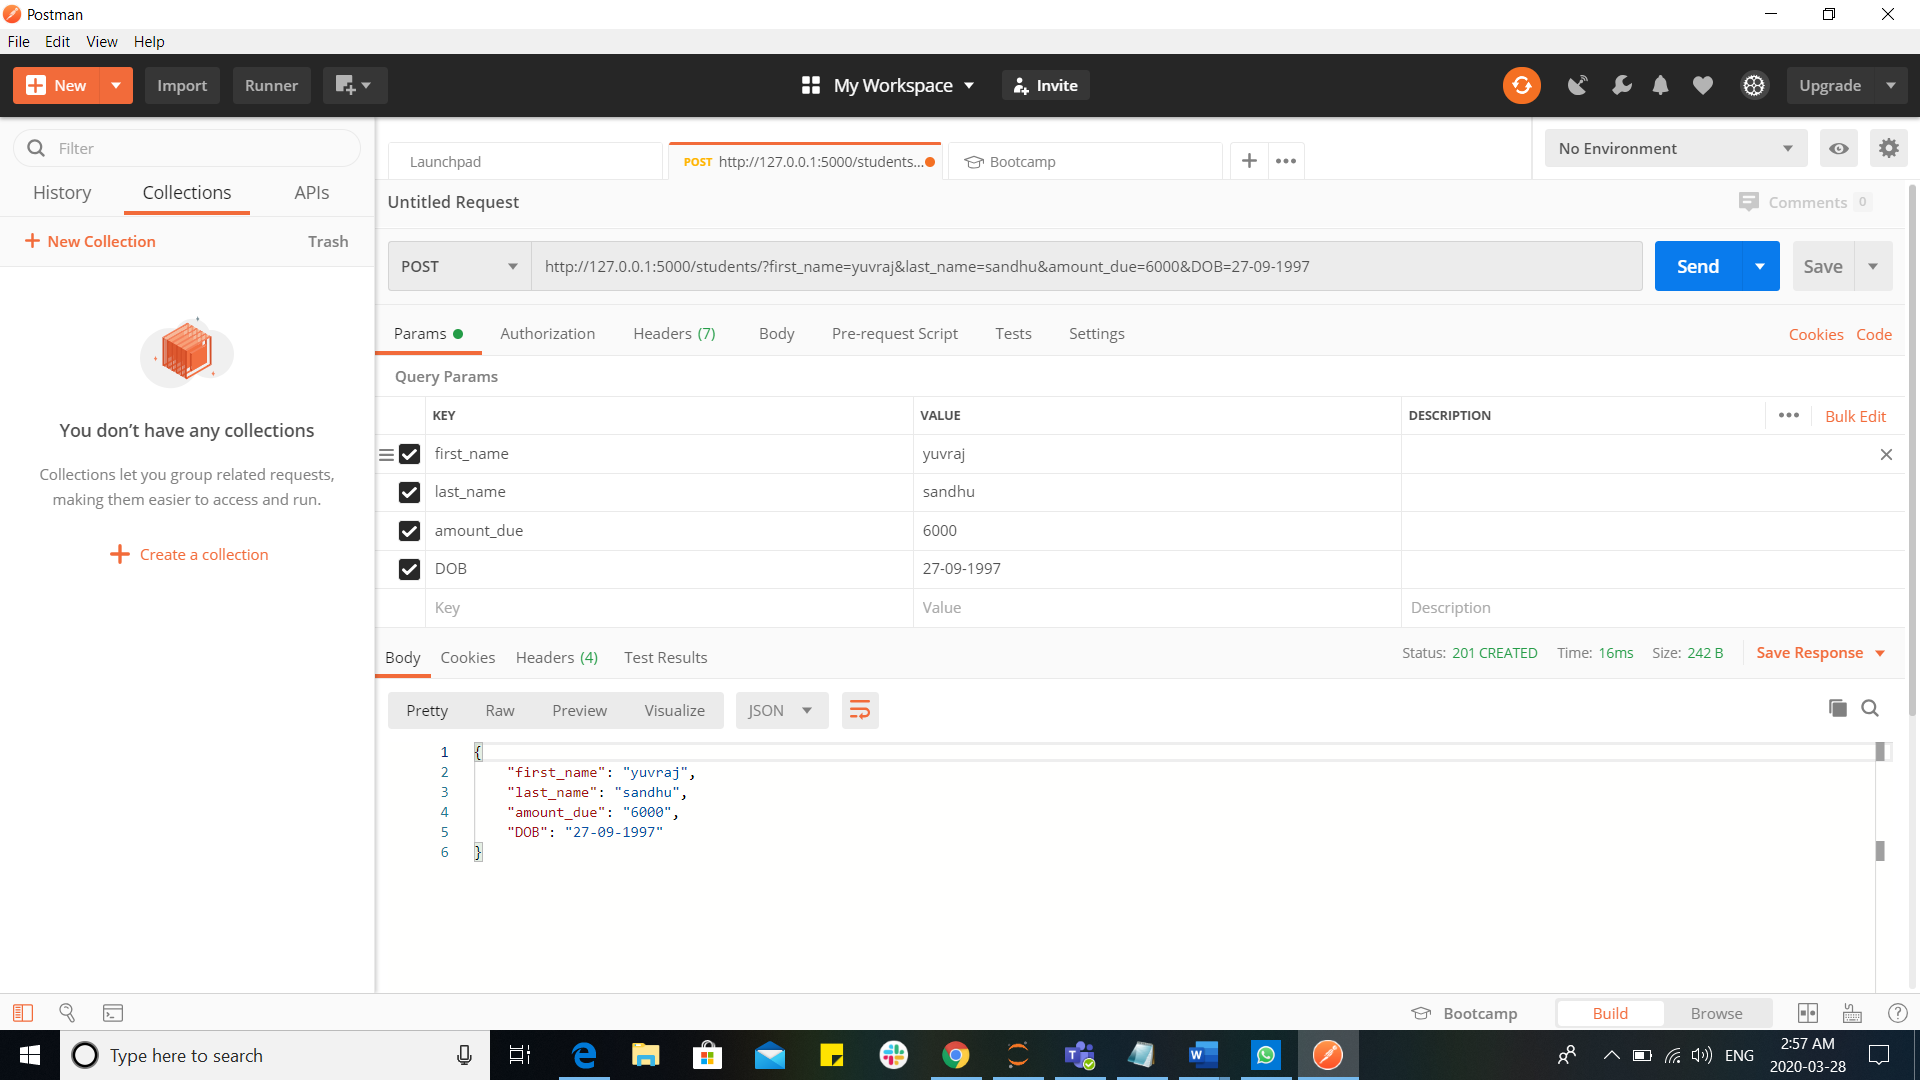 Postman
File Edit View Help
New Import Runner My Workspace Invite Upgrade
Filter
History Collections APIs
New Collection Trash
You don't have any collections
Collections let you group related requests,
making them easier to access and run.
Create a collection
Launchpad POST http://127.0.0.1:5000/students... Bootcamp No Environment
Untitled Request Comments 0
POST http://127.0.0.1:5000/students/?first_name=yuvraj&last_name=sandhu&amount_due=6000&DOB=27-09-1997 Send Save
Params Authorization Headers (7) Body Pre-request Script Tests Settings Cookies Code
Query Params
KEY VALUE DESCRIPTION Bulk Edit
first_name yuvraj
last_name sandhu
amount_due 6000
DOB 27-09-1997
Key Value Description
Body Cookies Headers (4) Test Results Status: 201 CREATED Time: 16ms Size: 242 B Save Response
Pretty Raw Preview Visualize JSON
1 {
2 "first_name": "yuvraj",
3 "last_name": "sandhu",
4 "amount_due": "6000",
5 "DOB": "27-09-1997"
6 }
Bootcamp Build Browse
Type here to search ENG 2:57 AM
2020-03-28